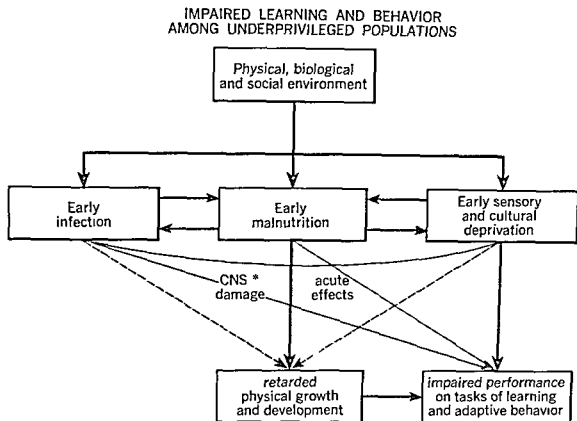 IMPAIRED LEARNING AND BEHAVIOR
AMONG UNDERPRIVILEGED POPULATIONS
Physical, biological
and social environment
Early
infection
Early
malnutrition
Early sensory
and cultural
deprivation
CNS *
damage
acute
effects
retarded
physical growth
and development
impaired performance
on tasks of learning
and adaptive behavior